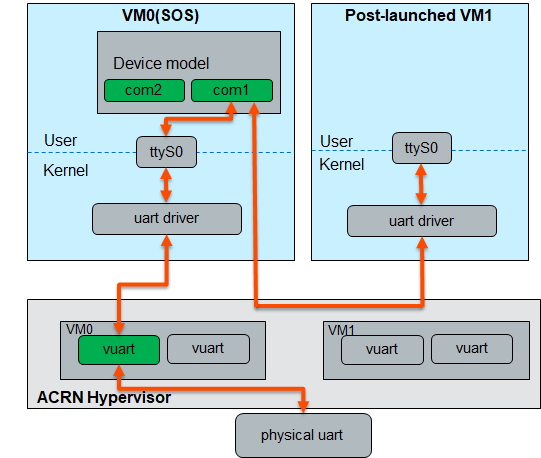 VM0(SOS)
Post-launched VM1
Device model
com2
com1
User
ttyS0
Kernel
User
ttyS0
Kernel
uart driver
uart driver
VM0
vuart
vuart
VM1
vuart
vuart
ACRN Hypervisor
physical uart